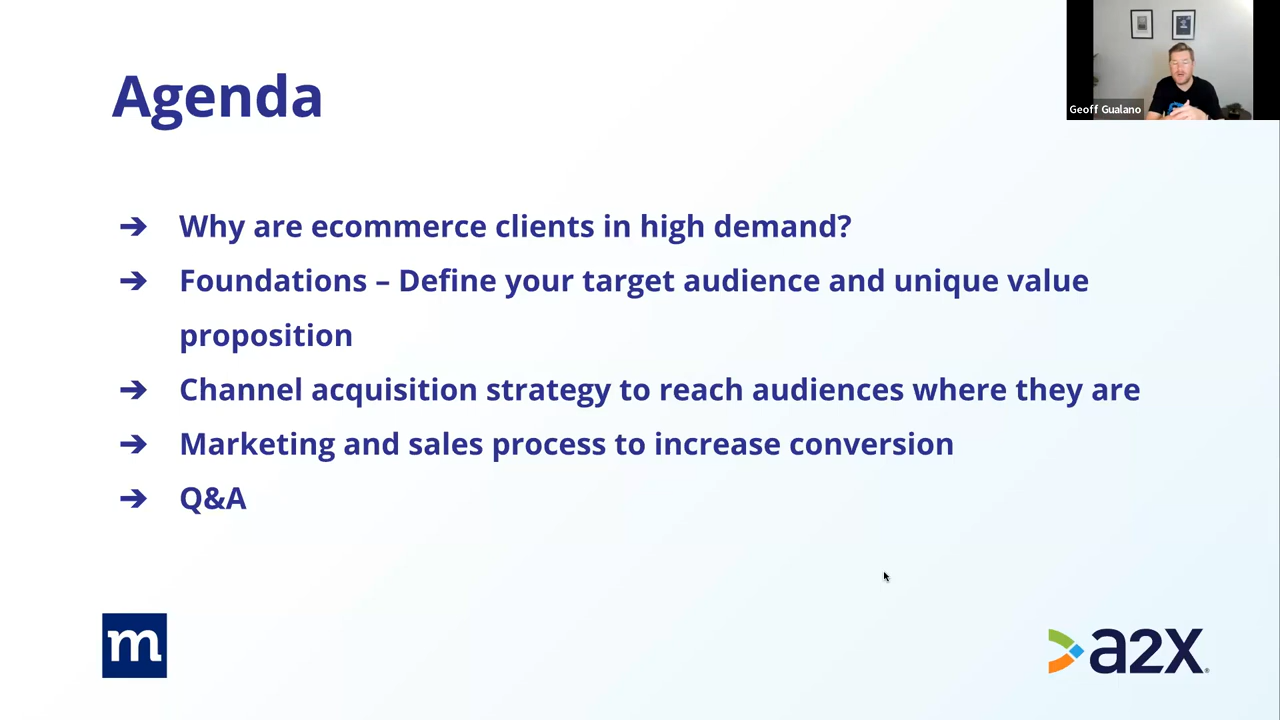 Agenda
Geoff Gualano
➔ Why are ecommerce clients in high demand?
➔ Foundations – Define your target audience and unique value
proposition
➔ Channel acquisition strategy to reach audiences where they are
➔ Marketing and sales process to increase conversion
➔ Q&A
m
a2x